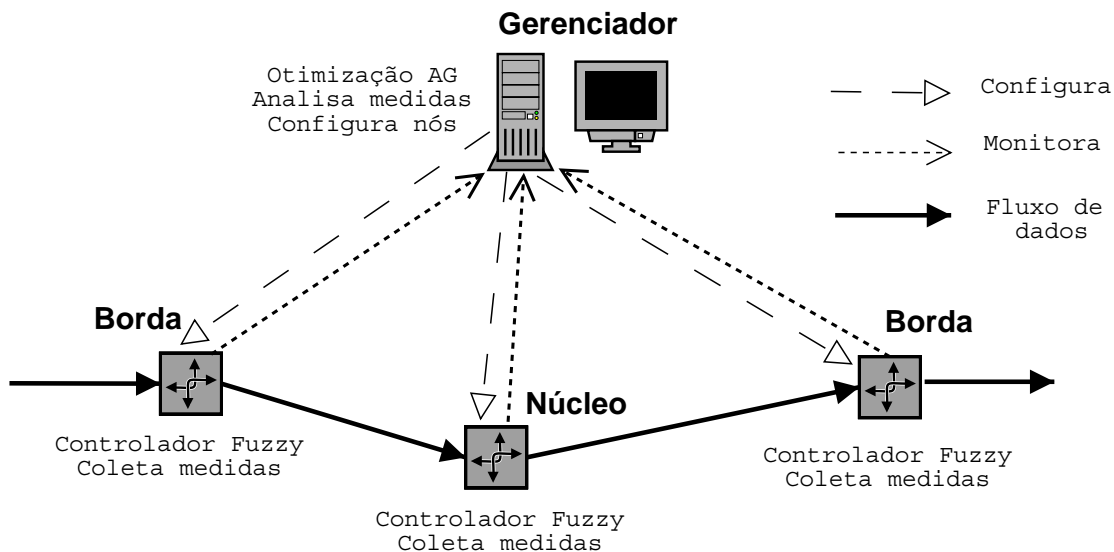 Gerenciador
Otimização AG
Analisa medidas
Configura nós
Configura
Monitora
Fluxo de
dados
Borda
Controlador Fuzzy
Coleta medidas
Núcleo
Controlador Fuzzy
Coleta medidas
Borda
Controlador Fuzzy
Coleta medidas